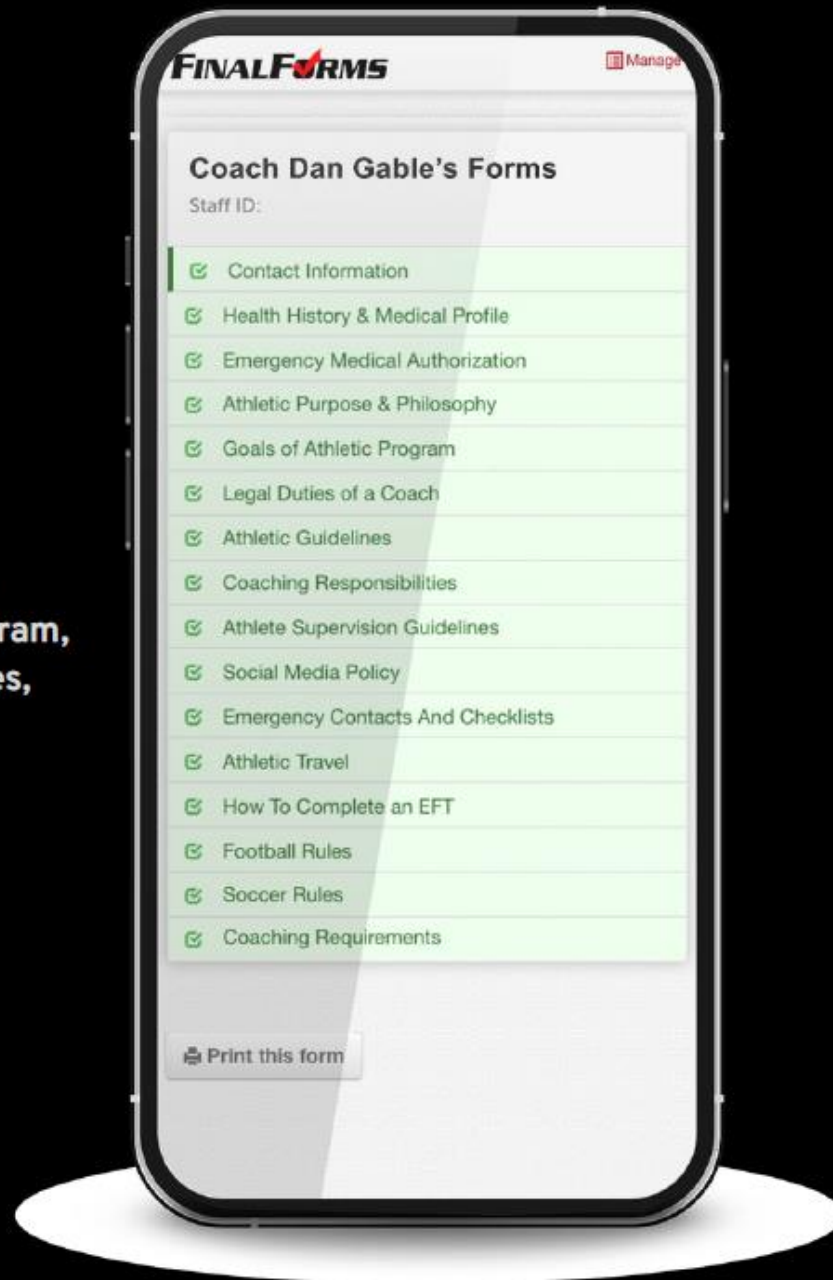 FINALFORMS
Manage
Coach Dan Gable’s Forms
Staff ID:
Contact Information
Health History & Medical Profile
Emergency Medical Authorization
Athletic Purpose & Philosophy
Goals of Athletic Program
Legal Duties of a Coach
Athletic Guidelines
Coaching Responsibilities
Athlete Supervision Guidelines
Social Media Policy
Emergency Contacts And Checklists
Athletic Travel
How To Complete an EFT
Football Rules
Soccer Rules
Coaching Requirements
Print this form